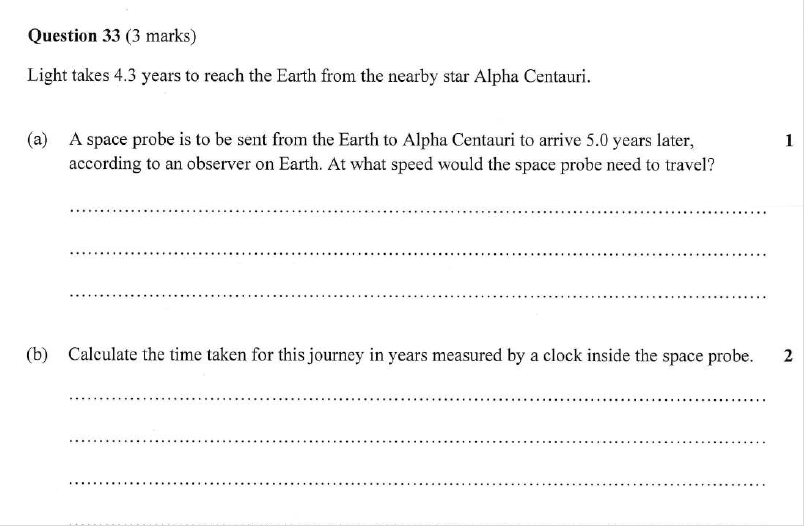 Question 33 (3 marks)
Light takes 4.3 years to reach the Earth from the nearby star Alpha Centauri.
(a) A space probe is to be sent from the Earth to Alpha Centauri to arrive 5.0 years later, 1
according to an observer on Earth. At what speed would the space probe need to travel?
(b) Calculate the time taken for this journey in years measured by a clock inside the space probe. 2